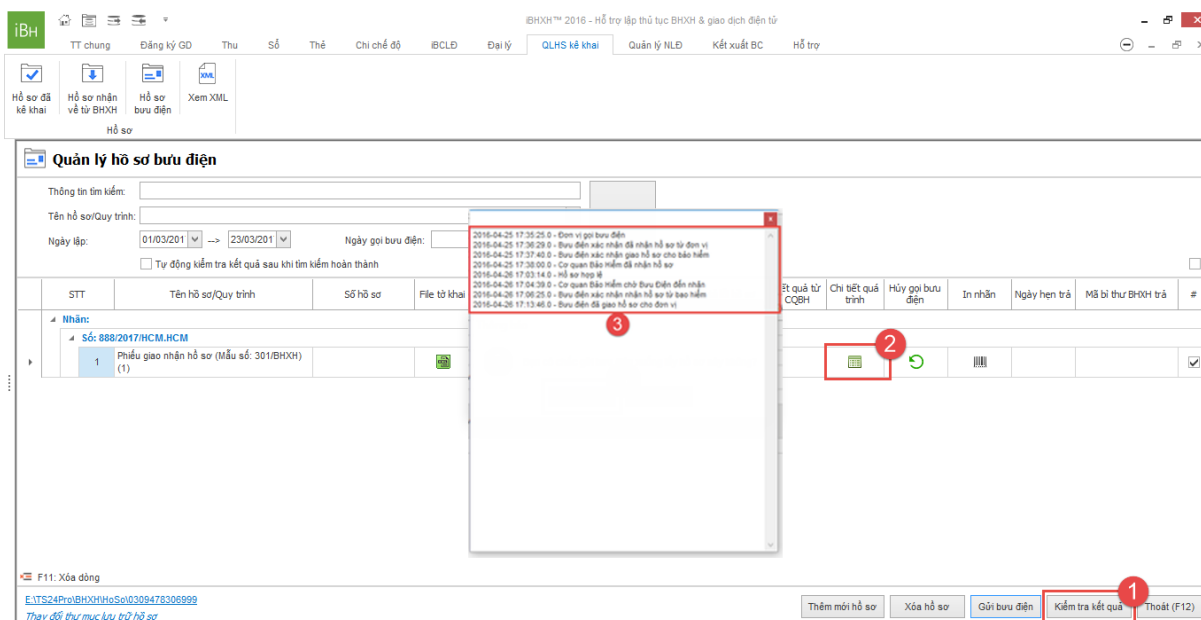 iBH
iBHXH™ 2016 - Hỗ trợ lập thủ tục BHXH & giao dịch điện tử
TT chung Đăng ký GD Thu Sổ Thẻ Chi chế độ iBCLĐ Đại lý QLHS kê khai Quản lý NLĐ Kết xuất BC Hỗ trợ
XML
Hồ sơ đã kê khai
Hồ sơ nhận về từ BHXH
Hồ sơ bưu điện
Xem XML
Hồ sơ
Quản lý hồ sơ bưu điện
Thông tin tìm kiếm:
Tên hồ sơ/Quy trình:
Ngày lập: 01/03/201 --> 23/03/201 Ngày gọi bưu điện:
Tự động kiểm tra kết quả sau khi tìm kiếm hoàn thành
2016-04-25 17:35:25.0 - Đơn vị gọi bưu điện
2016-04-25 17:36:29.0 - Bưu điện xác nhận đã nhận hồ sơ từ đơn vị
2016-04-25 17:37:40.0 - Bưu điện xác nhận giao hồ sơ cho bảo hiểm
2016-04-25 17:38:00.0 - Cơ quan Bảo Hiểm đã nhận hồ sơ
2016-04-26 17:03:14.0 - Hồ sơ hợp lệ
2016-04-26 17:04:39.0 - Cơ quan Bảo Hiểm chờ Bưu Điện đến nhận
2016-04-26 17:06:25.0 - Bưu điện xác nhận nhận hồ sơ từ bao hiểm
2016-04-26 17:13:46.0 - Bưu điện đã giao hồ sơ cho đơn vị
3
STT Tên hồ sơ/Quy trình Số hồ sơ File tờ khai ết quả từ CQBH Chi tiết quá trình Hủy gọi bưu điện In nhãn Ngày hẹn trả Mã bì thư BHXH trả #
Nhãn:
Số: 888/2017/HCM.HCM
2
1 Phiếu giao nhận hồ sơ (Mẫu số: 301/BHXH)
(1)
F11: Xóa dòng
E:\TS24Pro\BHXH\HoSo\0309478306999
Thay đổi thư mục lưu trữ hồ sơ
1
Thêm mới hồ sơ Xóa hồ sơ Gửi bưu điện Kiểm tra kết quả Thoát (F12)